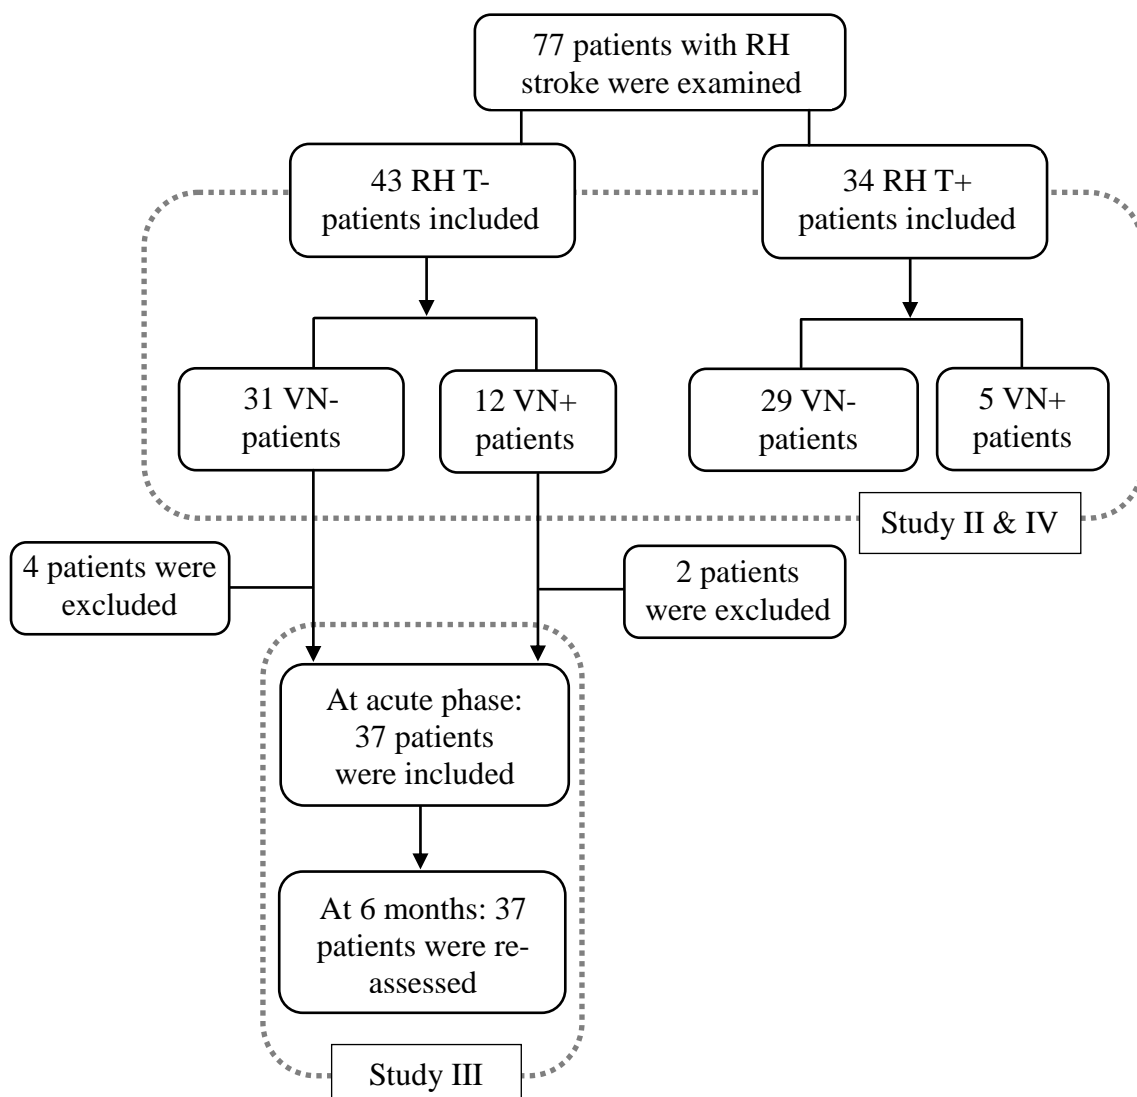 77 patients with RH
stroke were examined
43 RH T-
patients included
34 RH T+
patients included
31 VN-
patients
12 VN+
patients
29 VN-
patients
5 VN+
patients
Study II & IV
4 patients were
excluded
2 patients
were excluded
At acute phase:
37 patients
were included
At 6 months: 37
patients were re-
assessed
Study III